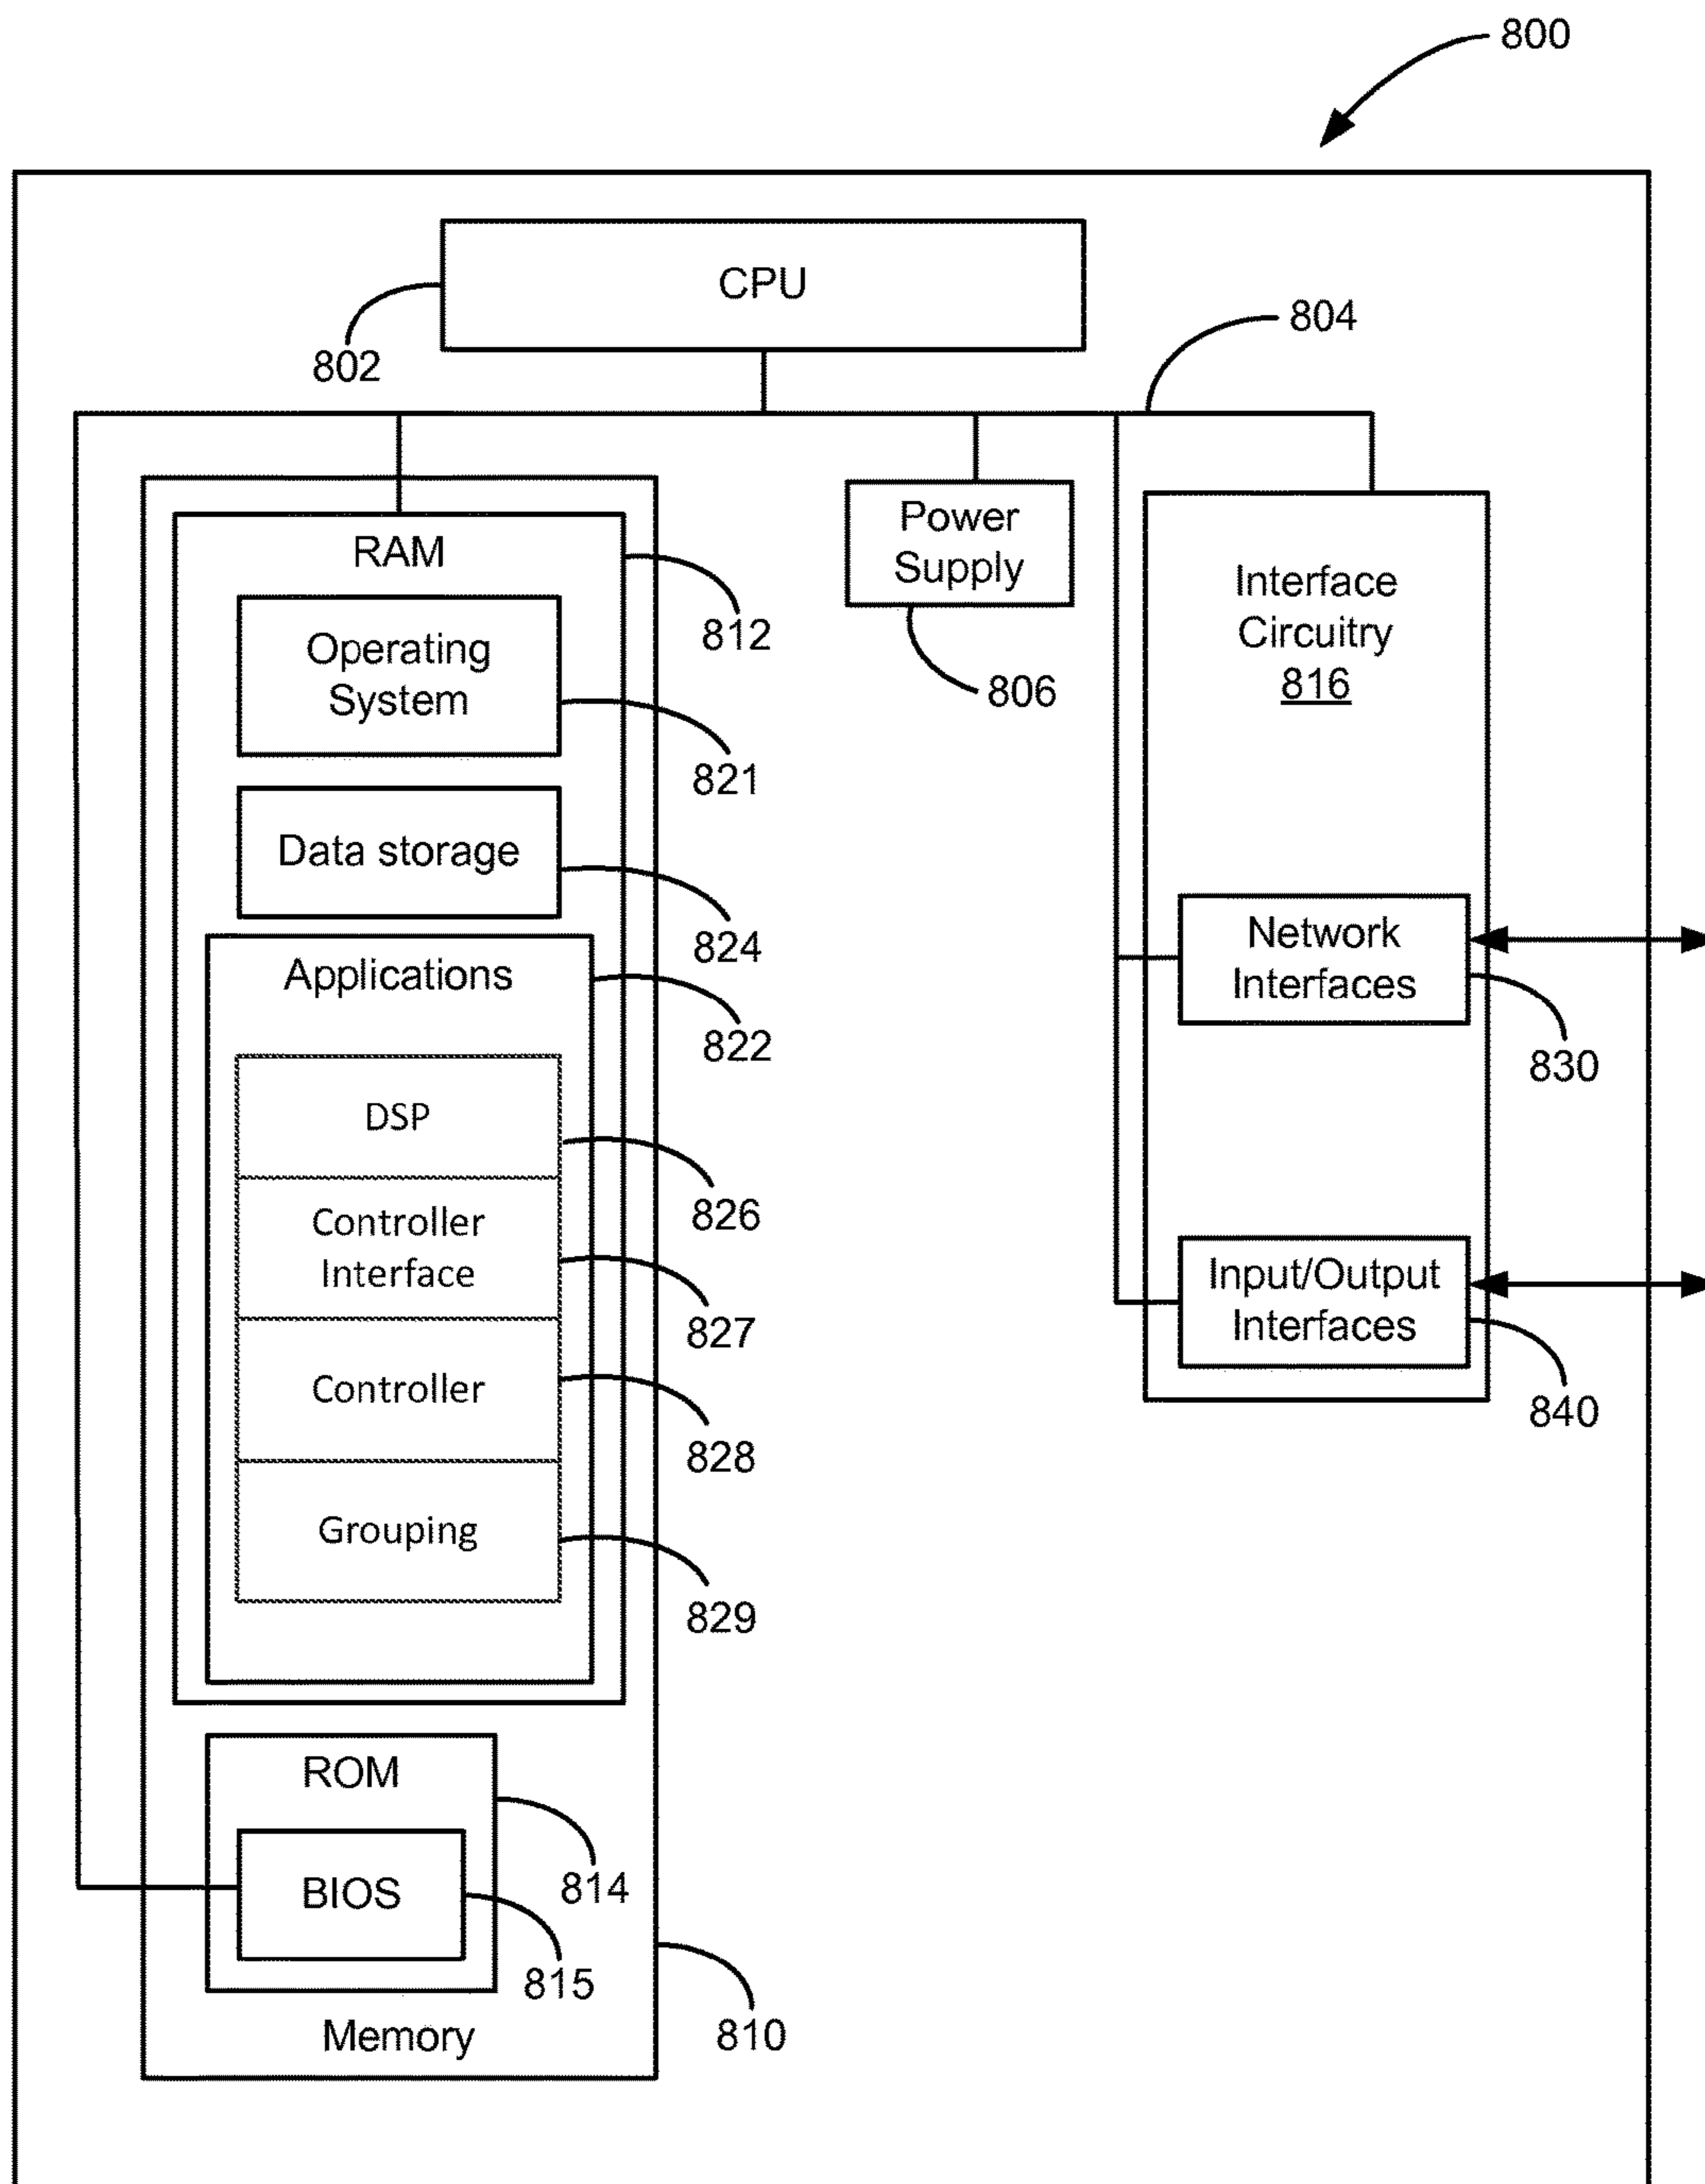 800
CPU
802
804
RAM
812
Operating
System
821
Data storage
824
Applications
822
DSP
826
Controller
Interface
827
Controller
828
Grouping
829
ROM
814
BIOS
815
Memory
810
Power
Supply
806
Interface
Circuitry
816
Network
Interfaces
830
Input/Output
Interfaces
840